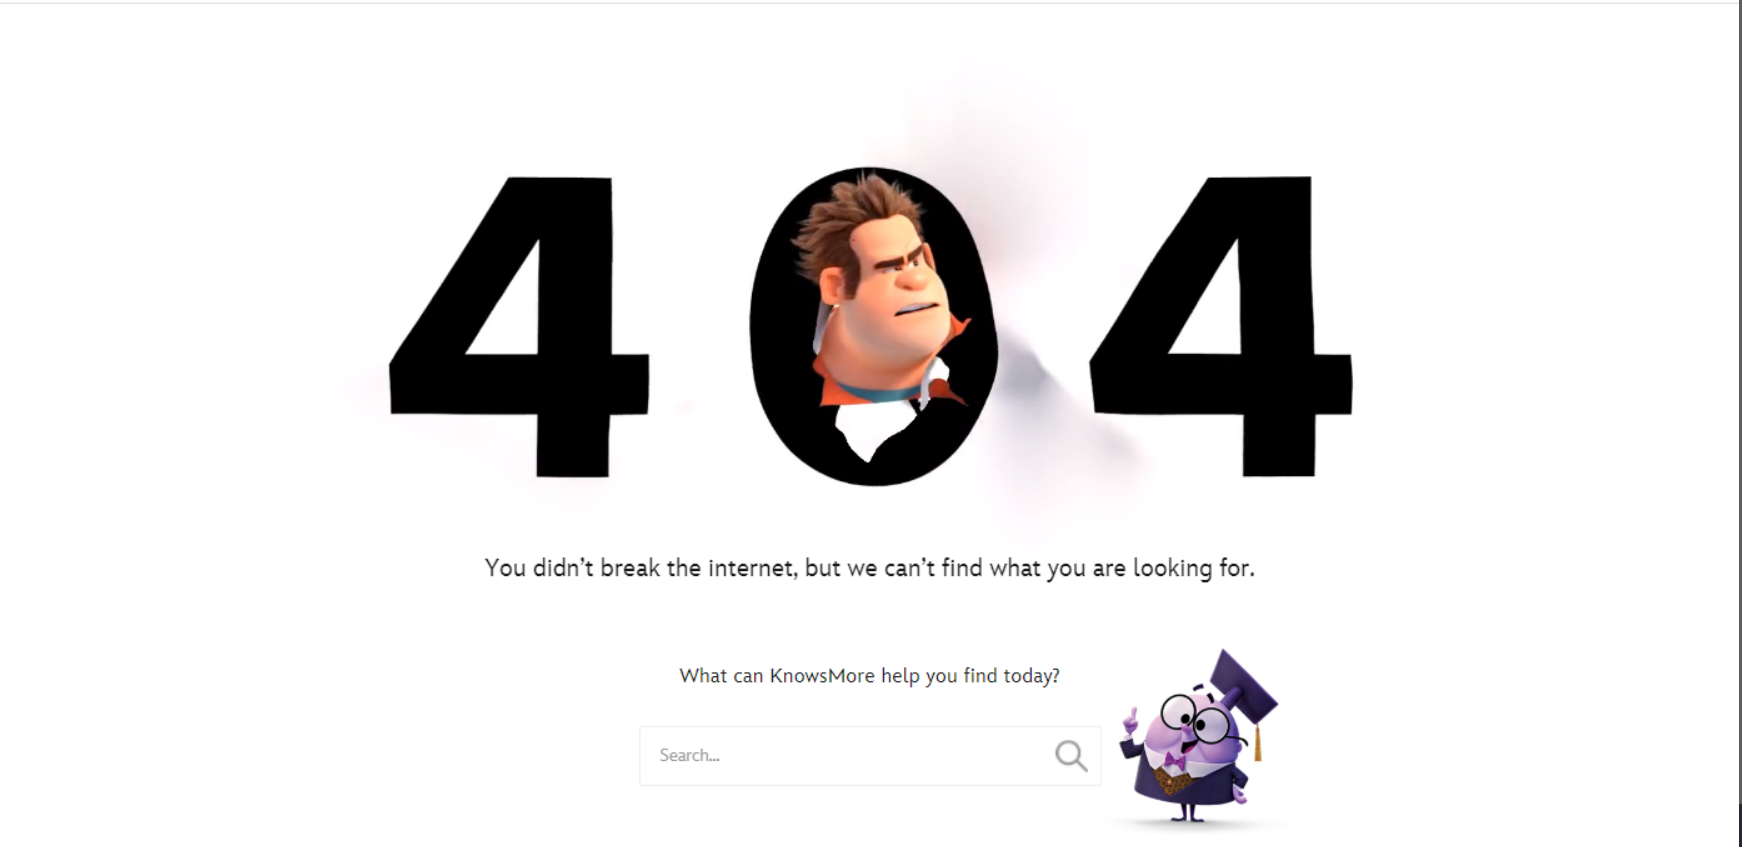 404
You didn’t break the internet, but we can’t find what you are looking for.
What can KnowsMore help you find today?
Search...